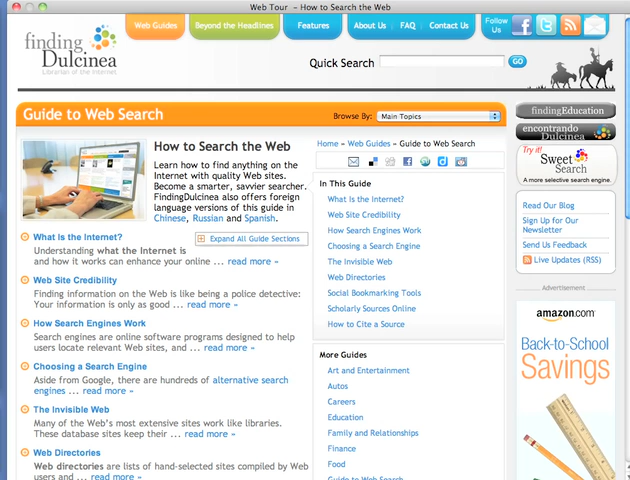 Web Tour - How to Search the Web
finding
Dulcinea
Librarian of the Internet
Web Guides
Beyond the Headlines
Features
About Us
FAQ
Contact Us
Follow
Us
Quick Search
GO
Guide to Web Search
Browse By:
Main Topics
How to Search the Web
Learn how to find anything on the
Internet with quality Web sites.
Become a smarter, savvier searcher.
FindingDulcinea also offers foreign
language versions of this guide in
Chinese, Russian and Spanish.
Expand All Guide Sections
What is the Internet?
Understanding what the Internet is
and how it works can enhance your online ... read more »
Web Site Credibility
Finding information on the Web is like being a police detective:
Your information is only as good ... read more »
How Search Engines Work
Search engines are online software programs designed to help
users locate relevant Web sites, and ... read more »
Choosing a Search Engine
Aside from Google, there are hundreds of alternative search
engines ... read more »
The Invisible Web
Many of the Web's most extensive sites work like libraries.
These database sites keep their ... read more »
Web Directories
Web directories are lists of hand-selected sites compiled by Web
users and ... read more »
Home » Web Guides » Guide to Web Search
In This Guide
What is the Internet?
Web Site Credibility
How Search Engines Work
Choosing a Search Engine
The Invisible Web
Web Directories
Social Bookmarking Tools
Scholarly Sources Online
How to Cite a Source
More Guides
Art and Entertainment
Autos
Careers
Education
Family and Relationships
Finance
Food
Guide to Web Search
findingEducation
encontrando
Dulcinea
Try it!
Sweet
Search
A more selective search engine.
Read Our Blog
Sign Up for Our
Newsletter
Send Us Feedback
Live Updates (RSS)
Advertisement
amazon.com
Back-to-School
Savings